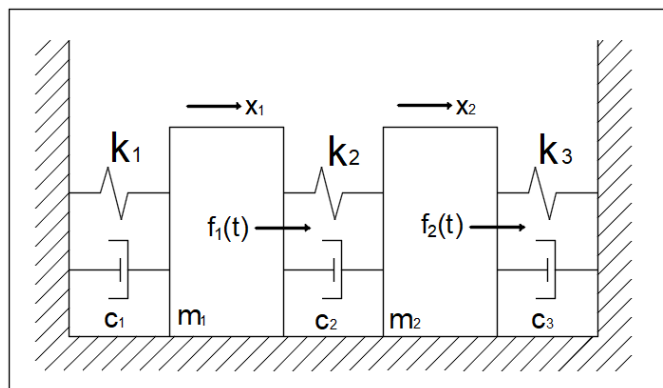 x₁ x₂
k₁ k₂ k₃
f₁(t) f₂(t)
c₁ m₁ c₂ m₂ c₃